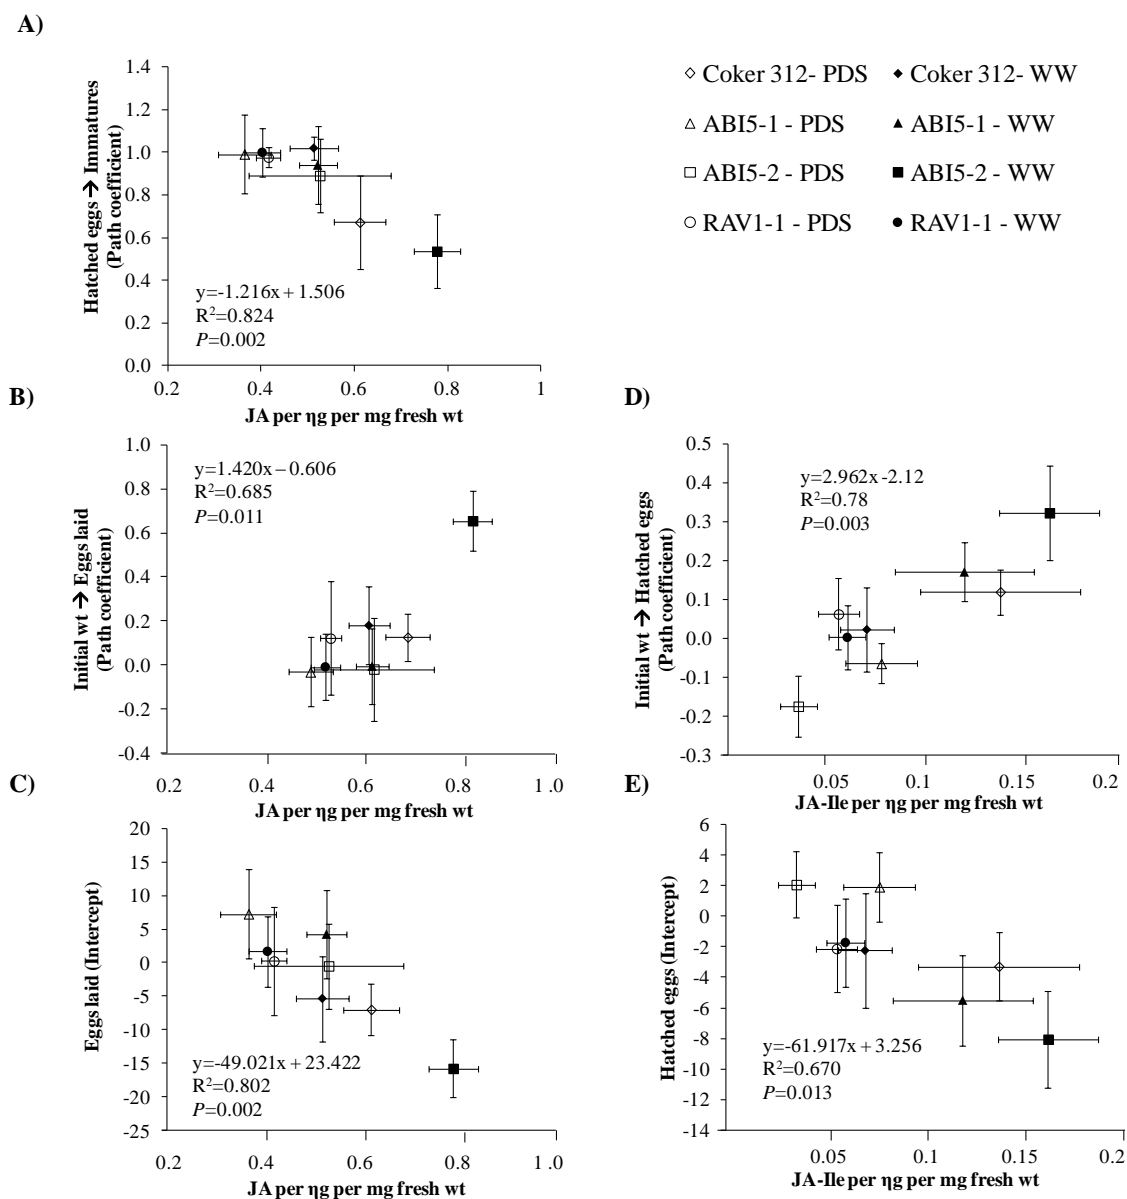 A)
Hatched eggs ➔ Immatures
(Path coefficient)
1.4
1.2
1.0
0.8
0.6
0.4
0.2
0.0
y=-1.216x + 1.506
R²=0.824
P=0.002
0.2 0.4 0.6 0.8 1
JA per ηg per mg fresh wt
Coker 312- PDS
Coker 312- WW
ABI5-1 - PDS
ABI5-1 - WW
ABI5-2 - PDS
ABI5-2 - WW
RAV1-1 - PDS
RAV1-1 - WW
B)
Initial wt ➔ Eggs laid
(Path coefficient)
1.0
0.8
0.6
0.4
0.2
0.0
-0.2
-0.4
y=1.420x – 0.606
R²=0.685
P=0.011
0.2 0.4 0.6 0.8 1.0
JA per ηg per mg fresh wt
D)
Initial wt ➔ Hatched eggs
(Path coefficient)
0.5
0.4
0.3
0.2
0.1
0.0
-0.1
-0.2
-0.3
y=2.962x -2.12
R²=0.78
P=0.003
0.05 0.1 0.15 0.2
JA-Ile per ηg per mg fresh wt
C)
Eggs laid (Intercept)
20
15
10
5
0
-5
-10
-15
-20
-25
y=-49.021x + 23.422
R²=0.802
P=0.002
0.2 0.4 0.6 0.8 1.0
JA per ηg per mg fresh wt
E)
Hatched eggs (Intercept)
6
4
2
0
-2
-4
-6
-8
-10
-12
-14
y=-61.917x + 3.256
R²=0.670
P=0.013
0.05 0.1 0.15 0.2
JA-Ile per ηg per mg fresh wt